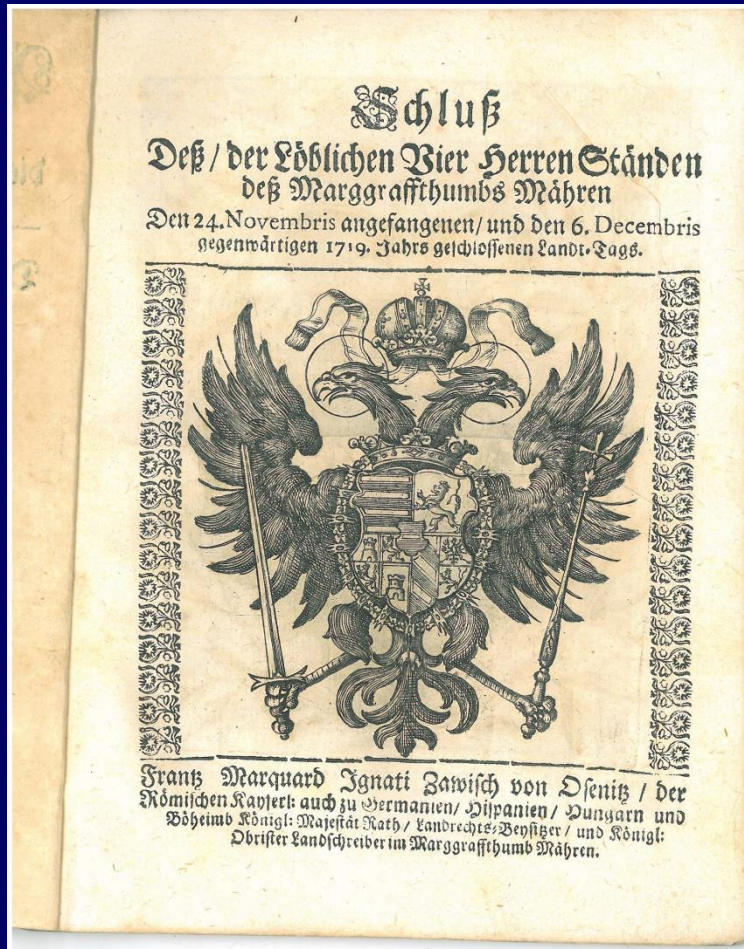 Schluß
Deß / der Löblichen Vier Herren Ständen
deß Marggraffthumbs Mähren
Den 24. Novembris angefangenen / und den 6. Decembris
gegenwärtigen 1719. Jahrs geschlossenen Landt-Tags.
Frantz Marquard Ignati Zawisch von Osenitz / der
Römischen Kayserl: auch zu Germanien / Hispanien / Hungarn und
Böheimb Königl: Majestät Rath / Landrechts-Beysitzer / und Königl:
Obrister Landschreiber im Marggraffthumb Mähren.